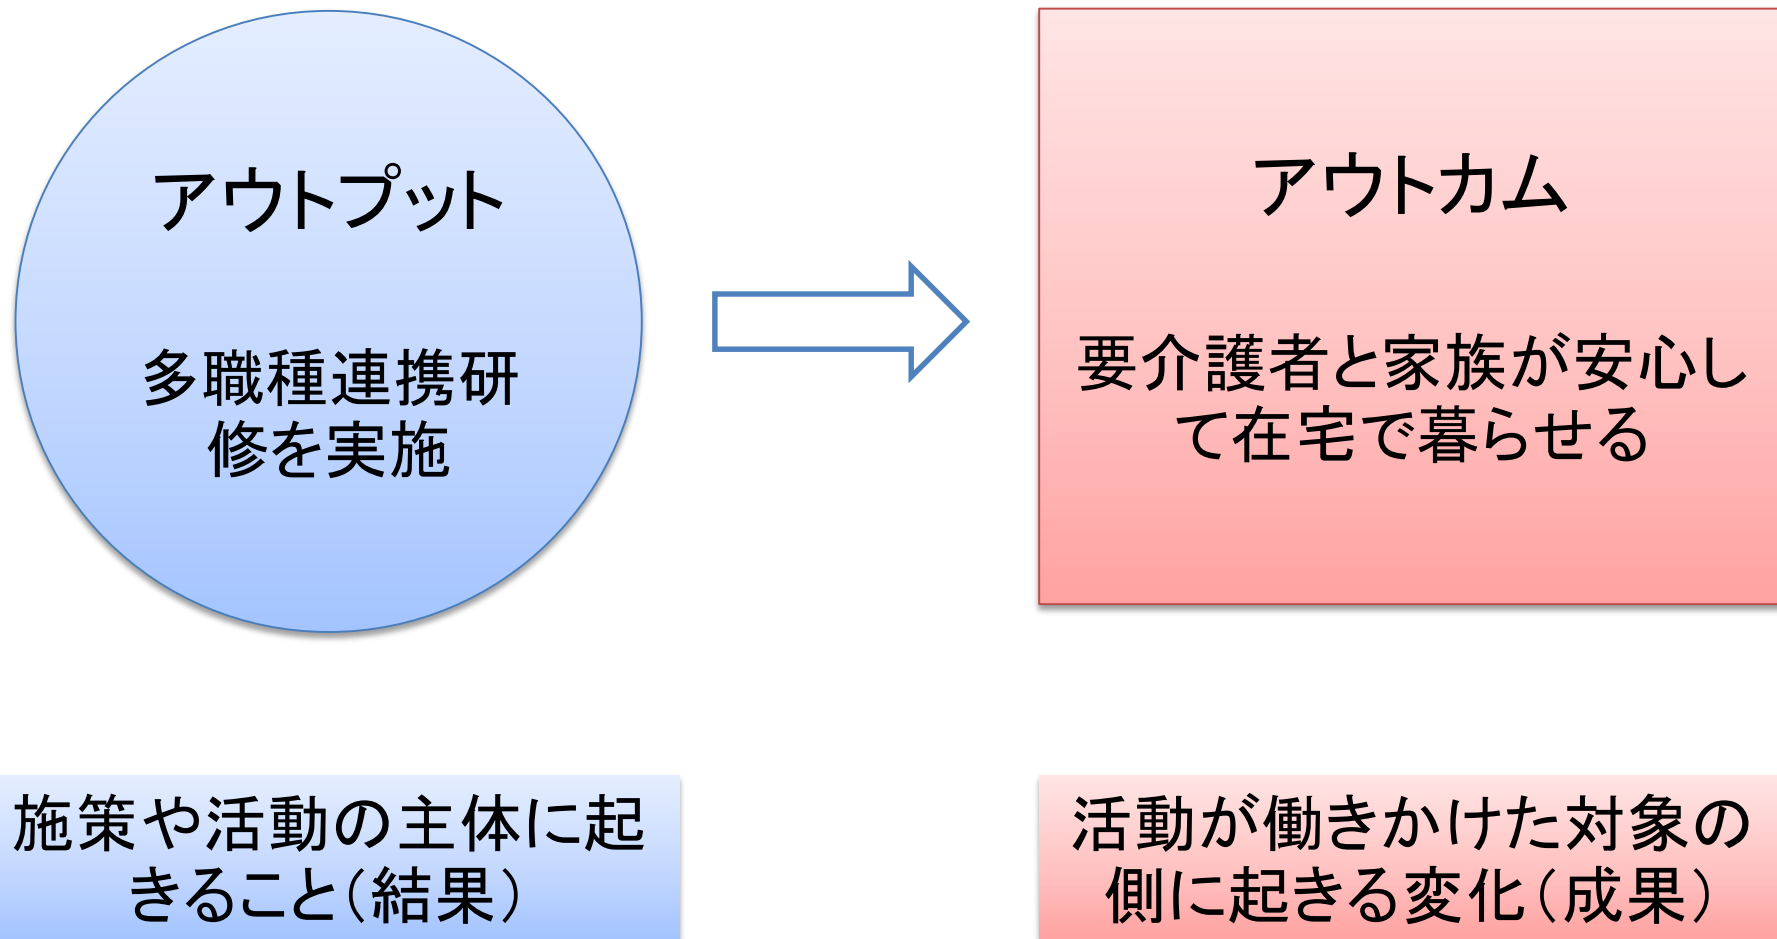 アウトプット
多職種連携研
修を実施
アウトカム
要介護者と家族が安心し
て在宅で暮らせる
施策や活動の主体に起
きること(結果)
活動が働きかけた対象の
側に起きる変化(成果)